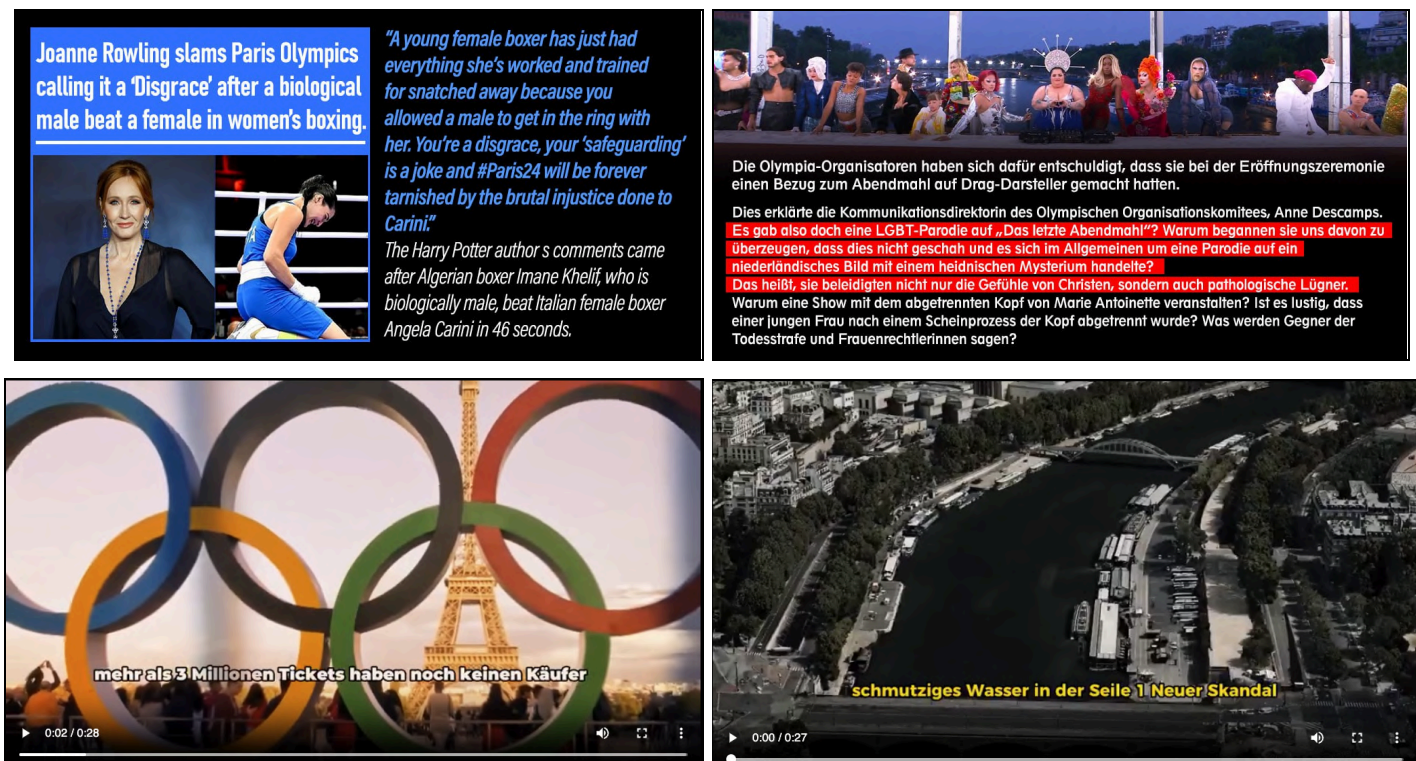 Joanne Rowling slams Paris Olympics
calling it a ‘Disgrace’ after a biological
male beat a female in women’s boxing.
“A young female boxer has just had
everything she’s worked and trained
for snatched away because you
allowed a male to get in the ring with
her. You’re a disgrace, your ‘safeguarding’
is a joke and #Paris24 will be forever
tarnished by the brutal injustice done to
Carini.”
The Harry Potter author s comments came
after Algerian boxer Imane Khelif, who is
biologically male, beat Italian female boxer
Angela Carini in 46 seconds.
Die Olympia-Organisatoren haben sich dafür entschuldigt, dass sie bei der Eröffnungszeremonie
einen Bezug zum Abendmahl auf Drag-Darsteller gemacht hatten.
Dies erklärte die Kommunikationsdirektorin des Olympischen Organisationskomitees, Anne Descamps.
Es gab also doch eine LGBT-Parodie auf „Das letzte Abendmahl“? Warum begannen sie uns davon zu
überzeugen, dass dies nicht geschah und es sich im Allgemeinen um eine Parodie auf ein
niederländisches Bild mit einem heidnischen Mysterium handelte?
Das heißt, sie beleidigten nicht nur die Gefühle von Christen, sondern auch pathologische Lügner.
Warum eine Show mit dem abgetrennten Kopf von Marie Antoinette veranstalten? Ist es lustig, dass
einer jungen Frau nach einem Scheinprozess der Kopf abgetrennt wurde? Was werden Gegner der
Todesstrafe und Frauenrechtlerinnen sagen?
mehr als 3 Millionen Tickets haben noch keinen Käufer
0:02 / 0:28
schmutziges Wasser in der Seile 1 Neuer Skandal
0:00 / 0:27